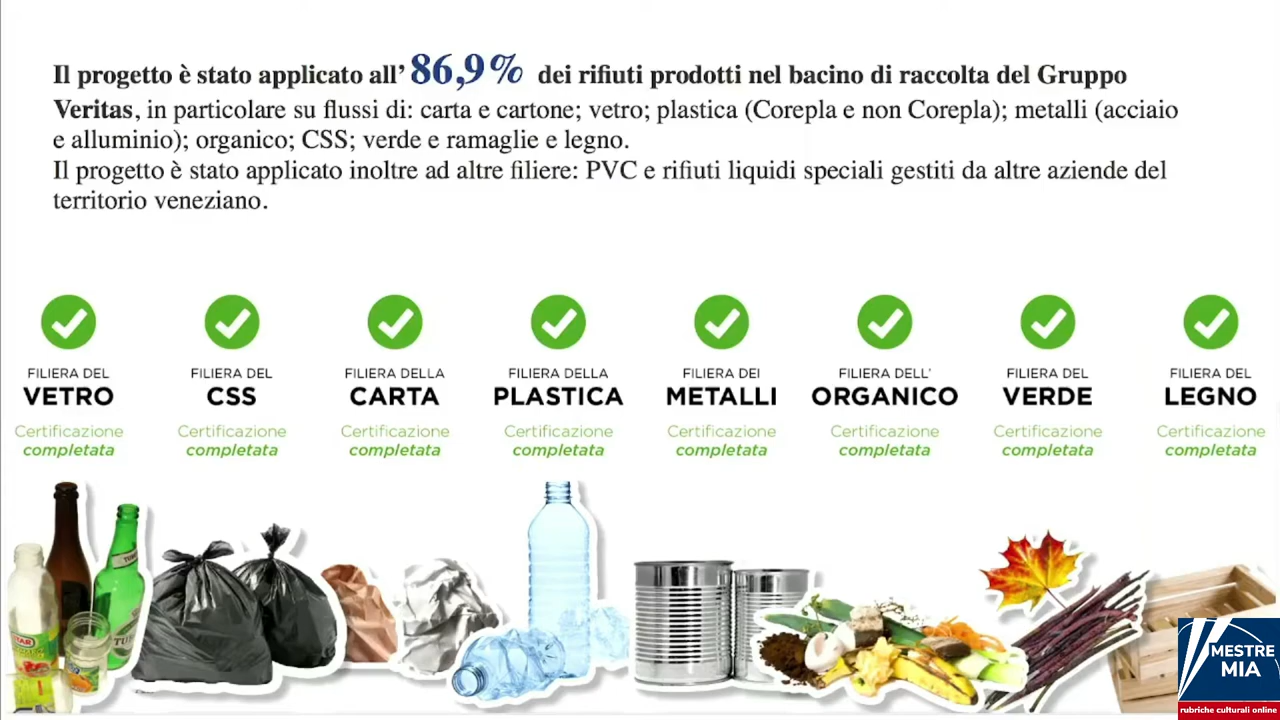 Il progetto è stato applicato all’ 86,9% dei rifiuti prodotti nel bacino di raccolta del Gruppo
Veritas, in particolare su flussi di: carta e cartone; vetro; plastica (Corepla e non Corepla); metalli (acciaio
e alluminio); organico; CSS; verde e ramaglie e legno.
Il progetto è stato applicato inoltre ad altre filiere: PVC e rifiuti liquidi speciali gestiti da altre aziende del
territorio veneziano.
FILIERA DEL
VETRO
Certificazione
completata
FILIERA DEL
CSS
Certificazione
completata
FILIERA DELLA
CARTA
Certificazione
completata
FILIERA DELLA
PLASTICA
Certificazione
completata
FILIERA DEI
METALLI
Certificazione
completata
FILIERA DELL’
ORGANICO
Certificazione
completata
FILIERA DEL
VERDE
Certificazione
completata
FILIERA DEL
LEGNO
Certificazione
completata
MESTRE
MIA
rubriche culturali online